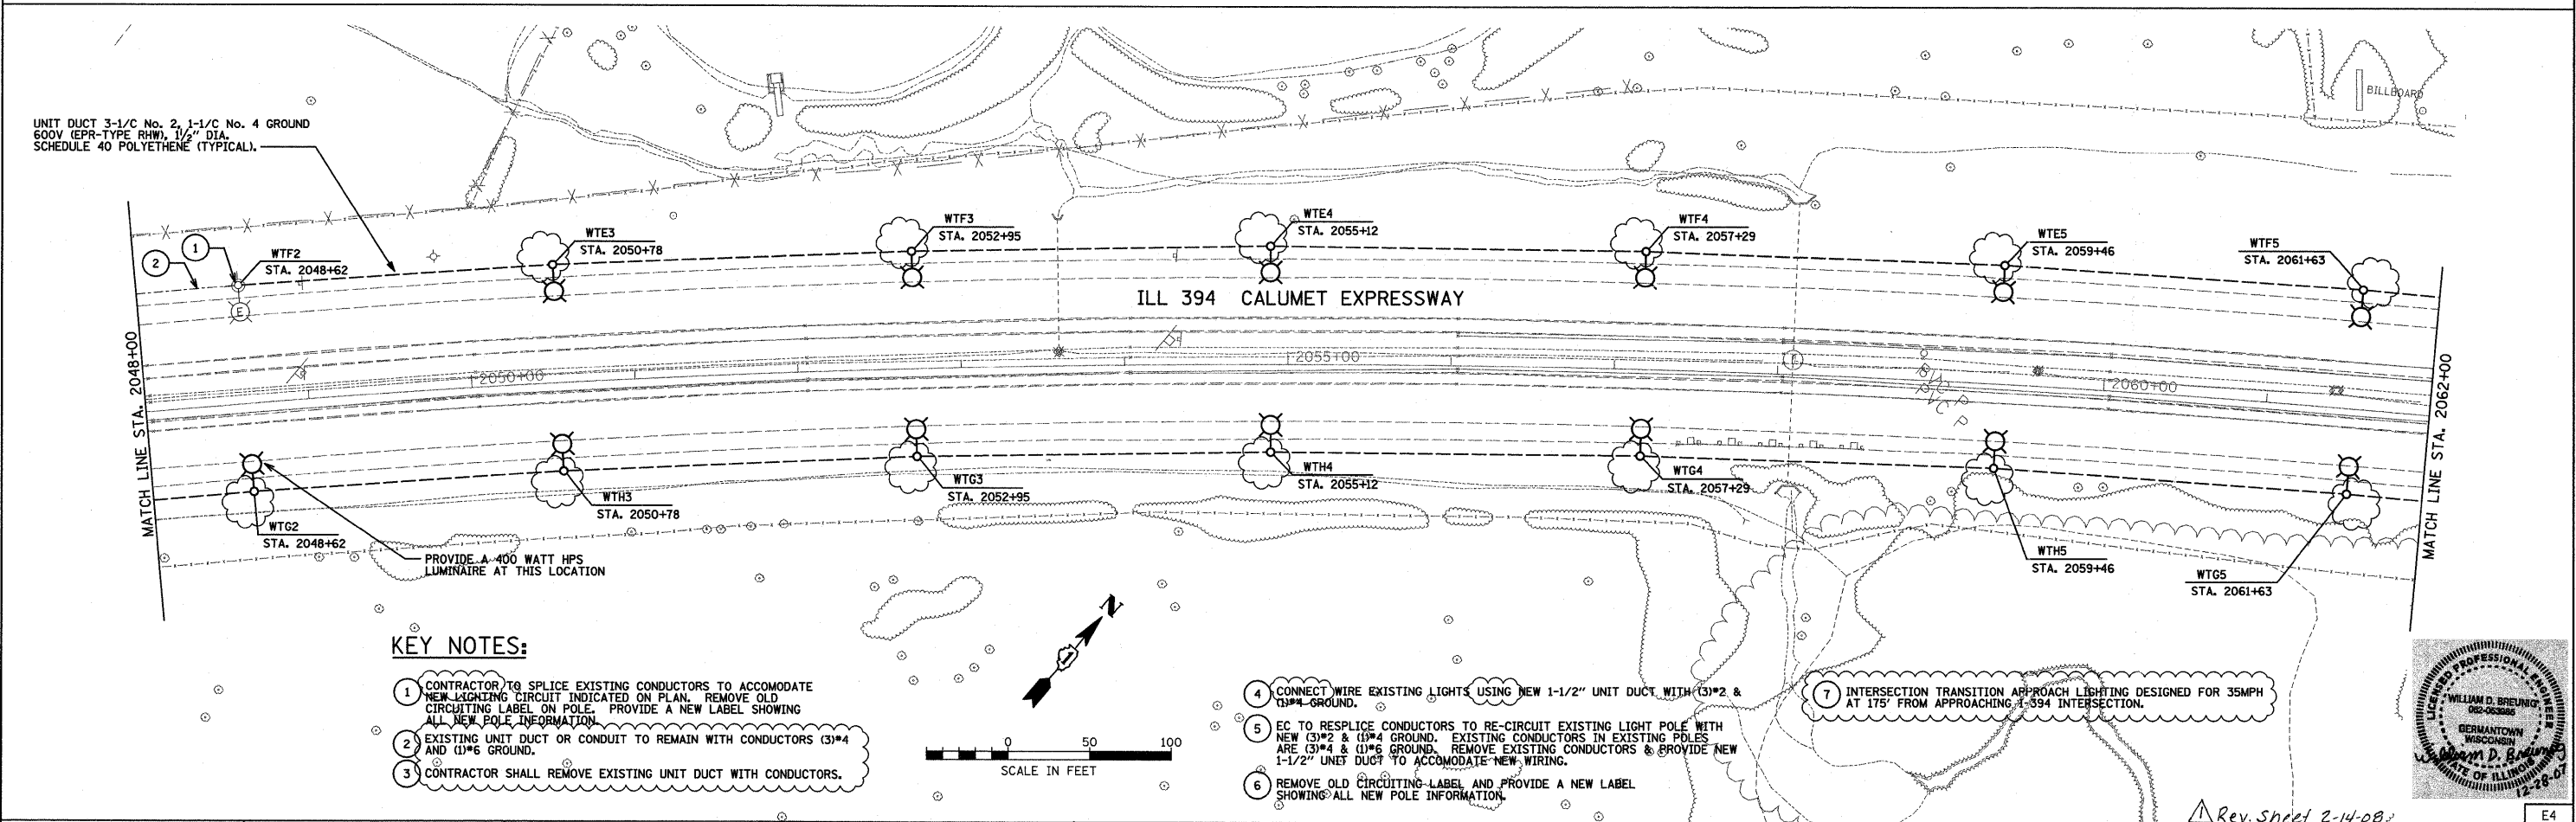 BILLBOARD
UNIT DUCT 3-1/C No. 2, 1-1/C No. 4 GROUND
600V (EPR-TYPE RHW), 1½" DIA.
SCHEDULE 40 POLYETHENE (TYPICAL).
2
1
WTF2
STA. 2048+62
WTE3
STA. 2050+78
WTF3
STA. 2052+95
WTE4
STA. 2055+12
WTF4
STA. 2057+29
WTE5
STA. 2059+46
WTF5
STA. 2061+63
E
ILL 394 CALUMET EXPRESSWAY
MATCH LINE STA. 2048+00
2050+00
2055+00
2060+00
MATCH LINE STA. 2062+00
WTG2
STA. 2048+62
WTH3
STA. 2050+78
WTG3
STA. 2052+95
WTH4
STA. 2055+12
WTG4
STA. 2057+29
WTH5
STA. 2059+46
WTG5
STA. 2061+63
PROVIDE A 400 WATT HPS
LUMINAIRE AT THIS LOCATION
N
KEY NOTES:
1 CONTRACTOR TO SPLICE EXISTING CONDUCTORS TO ACCOMODATE
NEW LIGHTING CIRCUIT INDICATED ON PLAN. REMOVE OLD
CIRCUITING LABEL ON POLE. PROVIDE A NEW LABEL SHOWING
ALL NEW POLE INFORMATION.
2 EXISTING UNIT DUCT OR CONDUIT TO REMAIN WITH CONDUCTORS (3)#4
AND (1)#6 GROUND.
3 CONTRACTOR SHALL REMOVE EXISTING UNIT DUCT WITH CONDUCTORS.
0 50 100
SCALE IN FEET
4 CONNECT WIRE EXISTING LIGHTS USING NEW 1-1/2" UNIT DUCT WITH (3)#2 &
(1)#4 GROUND.
5 EC TO RESPLICE CONDUCTORS TO RE-CIRCUIT EXISTING LIGHT POLE WITH
NEW (3)#2 & (1)#4 GROUND. EXISTING CONDUCTORS IN EXISTING POLES
ARE (3)#4 & (1)#6 GROUND. REMOVE EXISTING CONDUCTORS & PROVIDE NEW
1-1/2" UNIT DUCT TO ACCOMODATE NEW WIRING.
6 REMOVE OLD CIRCUITING LABEL AND PROVIDE A NEW LABEL
SHOWING ALL NEW POLE INFORMATION.
7 INTERSECTION TRANSITION APPROACH LIGHTING DESIGNED FOR 35MPH
AT 175' FROM APPROACHING I-394 INTERSECTION.
LICENSED PROFESSIONAL ENGINEER
WILLIAM D. BREUNIG
062-053985
GERMANTOWN
WISCONSIN
STATE OF ILLINOIS
William D. Breunig
12-28-07
1 Rev. Sheet 2-14-08
E4